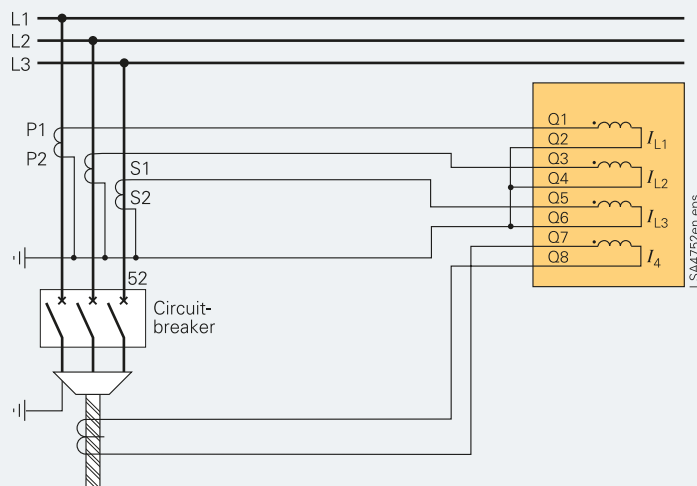 L1
L2
L3
P1
P2
S1
S2
52
Circuit-
breaker
Q1
Q2
Q3
Q4
Q5
Q6
Q7
Q8
IL1
IL2
IL3
I4
LSA4752en.eps